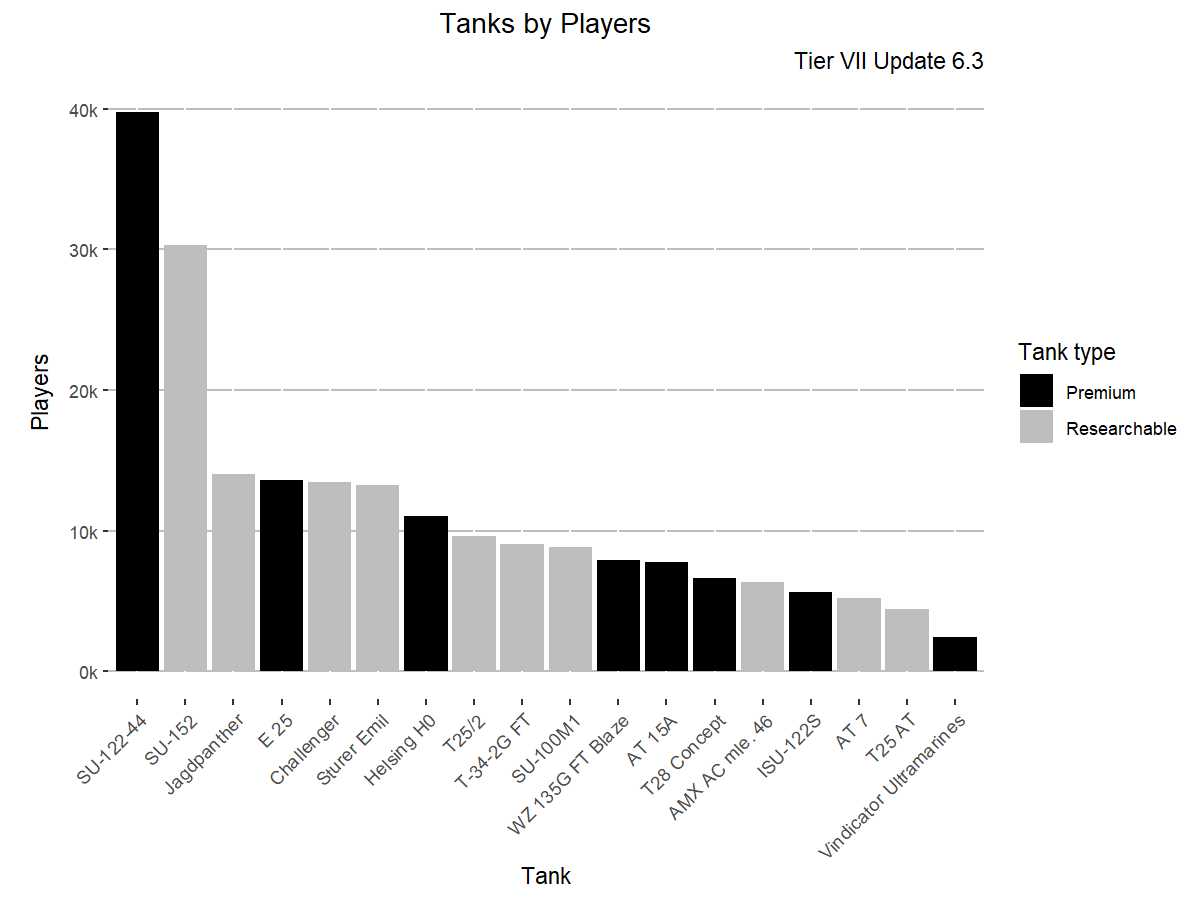 Tanks by Players
Tier VII Update 6.3
Players
40k
30k
20k
10k
0k
SU-122-44
SU-152
Jagdpanther
E 25
Challenger
Sturer Emil
Helsing H0
T25/2
T-34-2G FT
SU-100M1
WZ 135G FT Blaze
AT 15A
T28 Concept
AMX AC mle. 46
ISU-122S
AT 7
T25 AT
Vindicator Ultramarines
Tank
Tank type
Premium
Researchable